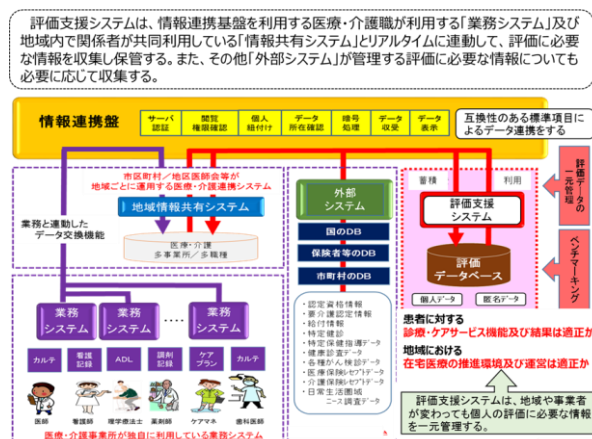 評価支援システムは、情報連携基盤を利用する医療・介護職が利用する「業務システム」及び
地域内で関係者が共同利用している「情報共有システム」とリアルタイムに連動して、評価に必要
な情報を収集し保管する。また、その他「外部システム」が管理する評価に必要な情報についても
必要に応じて収集する。
情報連携盤
サーバ
認証
閲覧
権限確認
個人
紐付け
データ
所在確認
暗号
処理
データ
収受
データ
表示
互換性のある標準項目
によるデータ連携をする
市区町村/地区医師会等が
地域ごとに運用する医療・介護連携システム
地域情報共有システム
業務と連動した
データ交換機能
医療・介護
多事業所/多職種
外部
システム
国のDB
保険者等のDB
市町村のDB
・認定資格情報
・要介護認定情報
・給付情報
・特定健診
・特定保健指導データ
・健康診査データ
・各種がん検診データ
・医療保険レセプトデータ
・介護保険レセプトデータ
・日常生活圏域
ニーズ調査データ
蓄積
利用
評価支援
システム
評価
データベース
個人データ
匿名データ
評価データの
一元管理
ベンチマーキング
患者に対する
診療・ケアサービス機能及び結果は適正か
地域における
在宅医療の推進環境及び運営は適正か
評価支援システムは、地域や事業者
が変わっても個人の評価に必要な情報
を一元管理する。
業務
システム
業務
システム
‥‥
業務
システム
カルテ
看護
記録
ADL
調剤
記録
ケア
プラン
カルテ
医師
看護師
理学療法士
薬剤師
ケアマネ
歯科医師
医療・介護事業所が独自に利用している業務システム